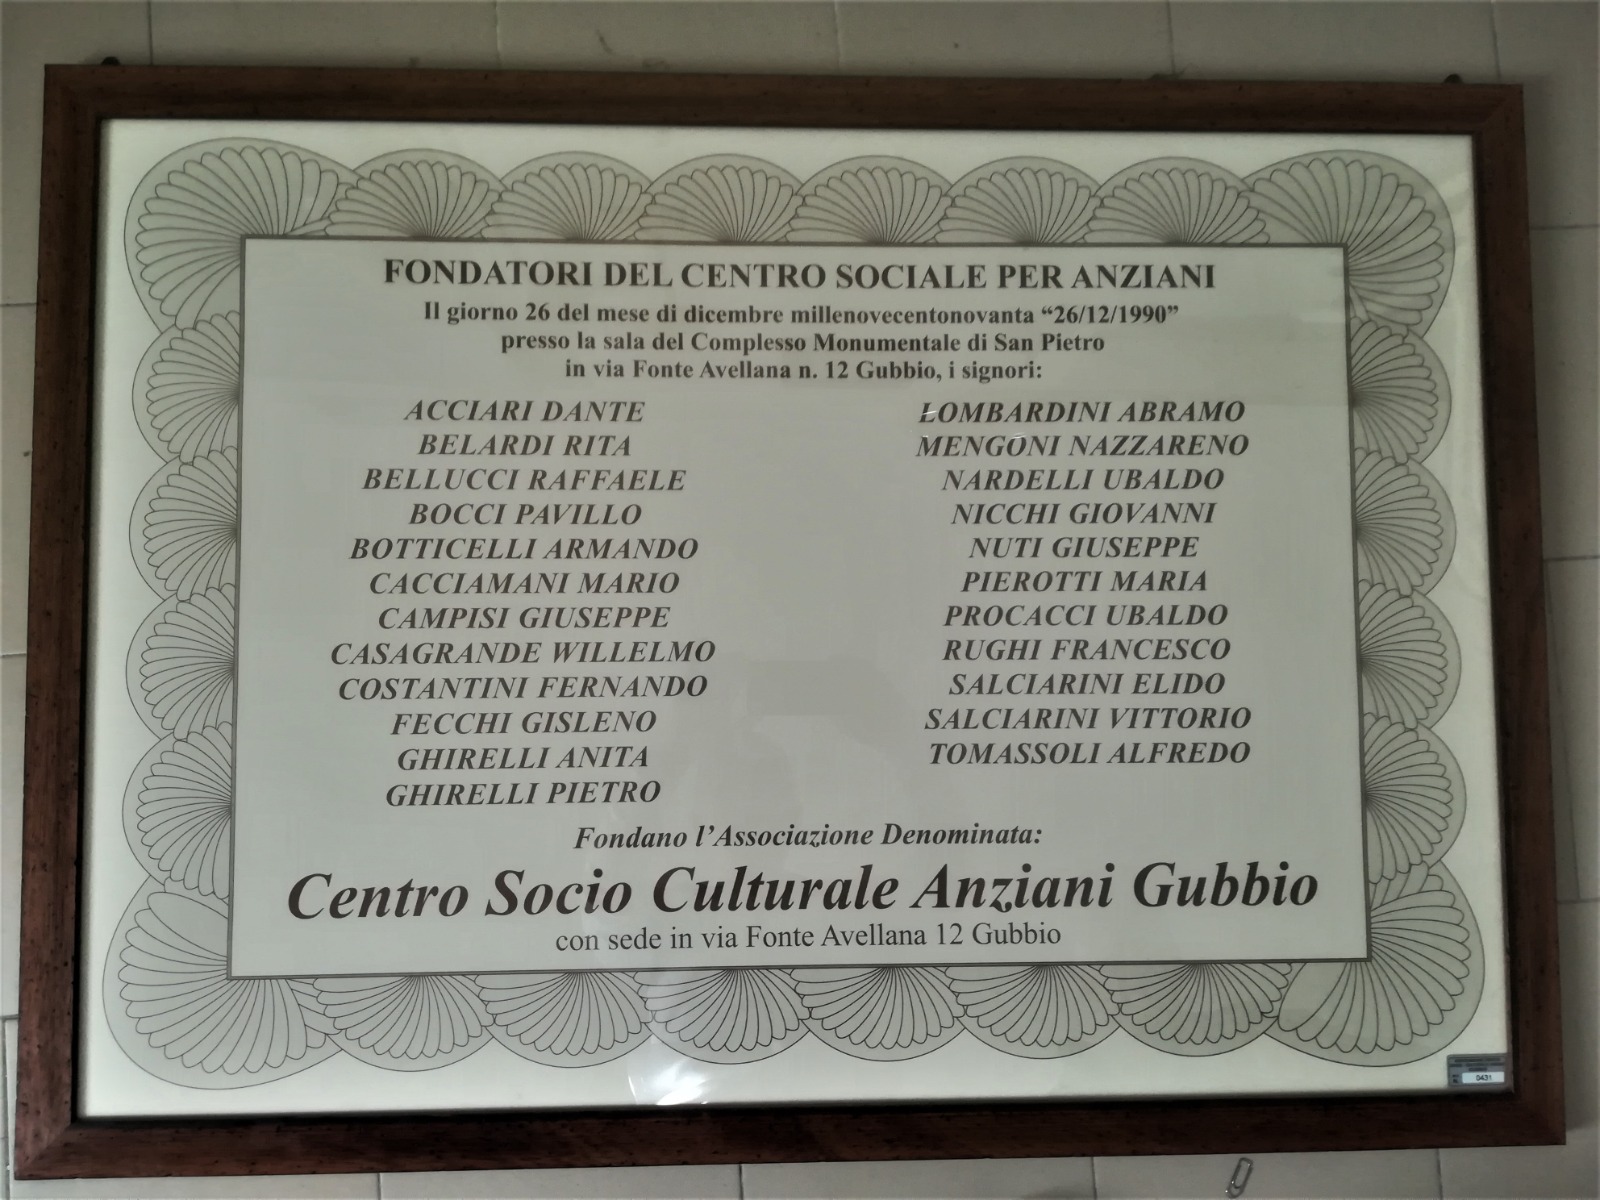 FONDATORI DEL CENTRO SOCIALE PER ANZIANI
Il giorno 26 del mese di dicembre millenovecentonovanta “26/12/1990”
presso la sala del Complesso Monumentale di San Pietro
in via Fonte Avellana n. 12 Gubbio, i signori:
ACCIARI DANTE
BELARDI RITA
BELLUCCI RAFFAELE
BOCCI PAVILLO
BOTTICELLI ARMANDO
CACCIAMANI MARIO
CAMPISI GIUSEPPE
CASAGRANDE WILLELMO
COSTANTINI FERNANDO
FECCHI GISLENO
GHIRELLI ANITA
GHIRELLI PIETRO
LOMBARDINI ABRAMO
MENGONI NAZZARENO
NARDELLI UBALDO
NICCHI GIOVANNI
NUTI GIUSEPPE
PIEROTTI MARIA
PROCACCI UBALDO
RUGHI FRANCESCO
SALCIARINI ELIDO
SALCIARINI VITTORIO
TOMASSOLI ALFREDO
Fondano l’Associazione Denominata:
Centro Socio Culturale Anziani Gubbio
con sede in via Fonte Avellana 12 Gubbio
0431